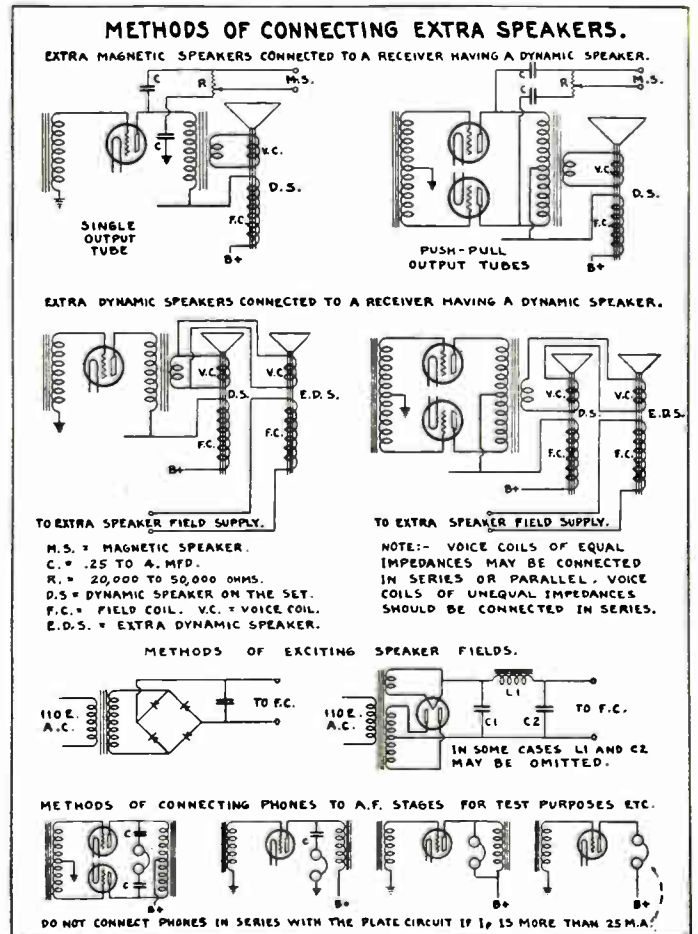 METHODS OF CONNECTING EXTRA SPEAKERS.
EXTRA MAGNETIC SPEAKERS CONNECTED TO A RECEIVER HAVING A DYNAMIC SPEAKER.
C R M.S.
C
V.C.
D.S.
F.C.
B+
SINGLE
OUTPUT
TUBE
C R M.S.
C
V.C.
D.S.
F.C.
B+
PUSH-PULL
OUTPUT TUBES
EXTRA DYNAMIC SPEAKERS CONNECTED TO A RECEIVER HAVING A DYNAMIC SPEAKER.
V.C. V.C.
D.S. E.D.S.
F.C. F.C.
B+
V.C. V.C.
D.S. E.D.S.
F.C. F.C.
B+
TO EXTRA SPEAKER FIELD SUPPLY.
TO EXTRA SPEAKER FIELD SUPPLY.
M.S. = MAGNETIC SPEAKER.
C. = .25 TO 4. MFD.
R. = 20,000 TO 50,000 OHMS.
D.S = DYNAMIC SPEAKER ON THE SET.
F.C. = FIELD COIL. V.C. = VOICE COIL.
E.D.S. = EXTRA DYNAMIC SPEAKER.
NOTE:- VOICE COILS OF EQUAL
IMPEDANCES MAY BE CONNECTED
IN SERIES OR PARALLEL. VOICE
COILS OF UNEQUAL IMPEDANCES
SHOULD BE CONNECTED IN SERIES.
METHODS OF EXCITING SPEAKER FIELDS.
110 E.
A.C.
TO F.C.
110 E.
A.C.
L1
C1 C2
TO F.C.
IN SOME CASES L1 AND C2
MAY BE OMITTED.
METHODS OF CONNECTING PHONES TO A.F. STAGES FOR TEST PURPOSES ETC.
C
C
B+
C
B+
B+
B+
DO NOT CONNECT PHONES IN SERIES WITH THE PLATE CIRCUIT IF Ip IS MORE THAN 25 M.A.